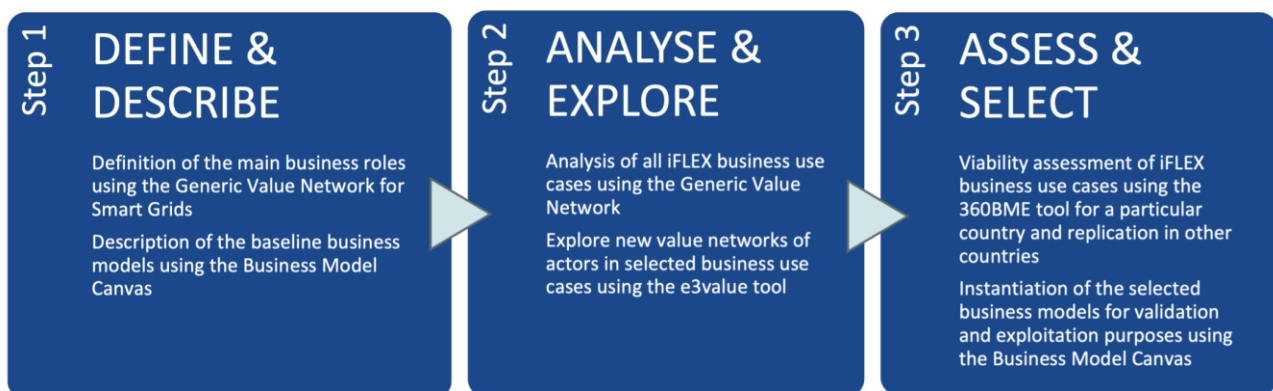 Step 1
DEFINE &
DESCRIBE
Definition of the main business roles
using the Generic Value Network for
Smart Grids
Description of the baseline business
models using the Business Model
Canvas
Step 2
ANALYSE &
EXPLORE
Analysis of all iFLEX business use
cases using the Generic Value
Network
Explore new value networks of
actors in selected business use
cases using the e3value tool
Step 3
ASSESS &
SELECT
Viability assessment of iFLEX
business use cases using the
360BME tool for a particular
country and replication in other
countries
Instantiation of the selected
business models for validation
and exploitation purposes using
the Business Model Canvas